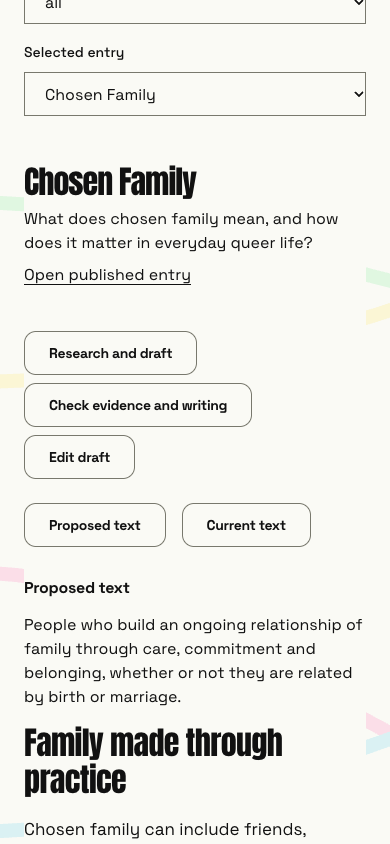 all
Selected entry
Chosen Family
Chosen Family
What does chosen family mean, and how
does it matter in everyday queer life?
Open published entry
Research and draft
Check evidence and writing
Edit draft
Proposed text
Current text
Proposed text
People who build an ongoing relationship of
family through care, commitment and
belonging, whether or not they are related
by birth or marriage.
Family made through
practice
Chosen family can include friends,